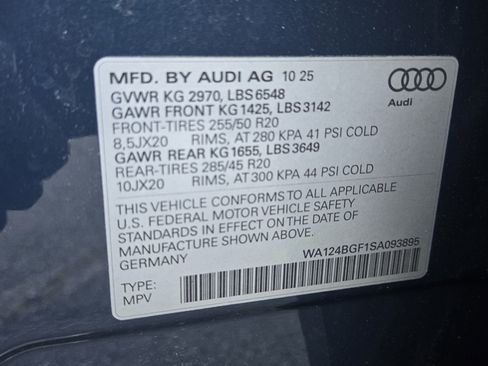 MFD. BY AUDI AG 10 25
GVWR KG 2970, LBS 6548
GAWR FRONT KG 1425, LBS 3142
FRONT-TIRES 255/50 R20
8,5JX20 RIMS, AT 280 KPA 41 PSI COLD
GAWR REAR KG 1655, LBS 3649
REAR-TIRES 285/45 R20
10JX20 RIMS, AT 300 KPA 44 PSI COLD
THIS VEHICLE CONFORMS TO ALL APPLICABLE
U.S. FEDERAL MOTOR VEHICLE SAFETY
STANDARDS IN EFFECT ON THE DATE OF
MANUFACTURE SHOWN ABOVE.
GERMANY
WA124BGF1SA093895
TYPE:
MPV
Audi